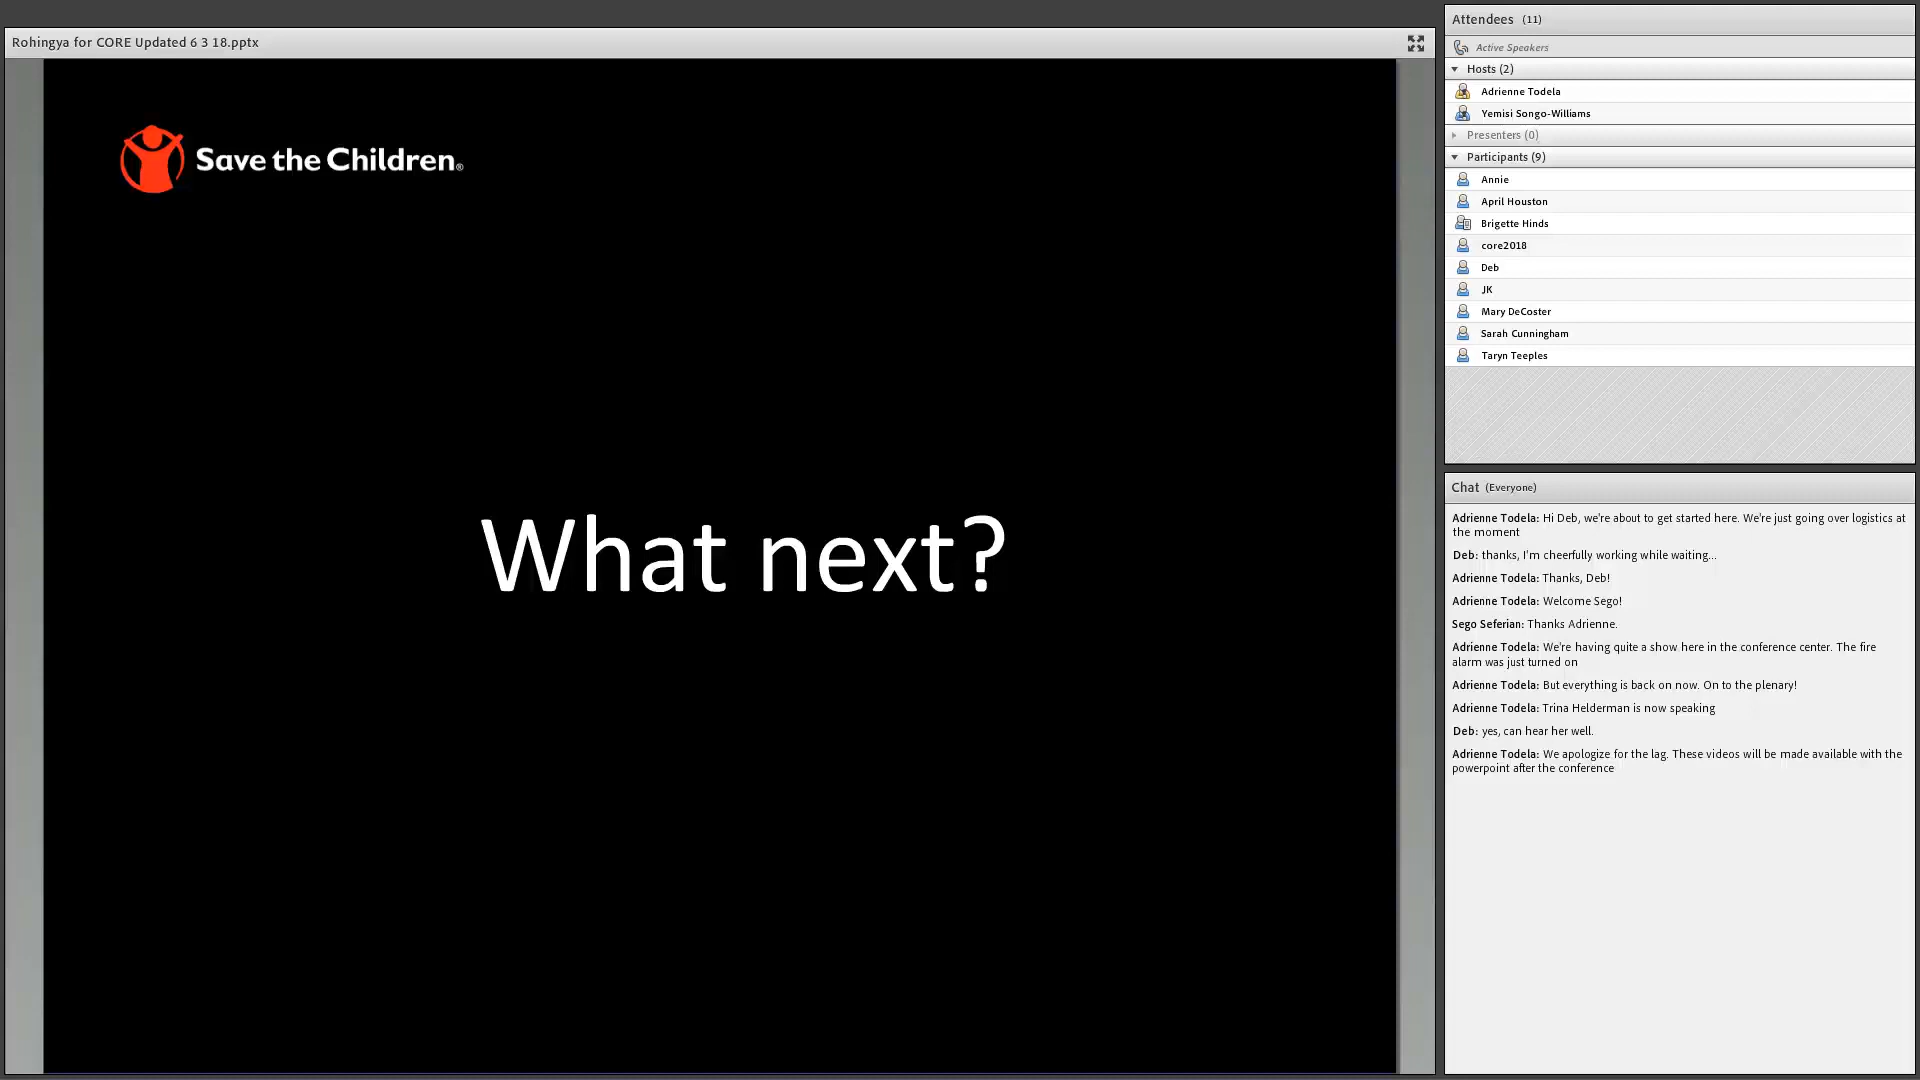 Rohingya for CORE Updated 6 3 18.pptx
Save the Children®
What next?
Attendees (11)
Active Speakers
Hosts (2)
Adrienne Todela
Yemisi Songo-Williams
Presenters (0)
Participants (9)
Annie
April Houston
Brigette Hinds
core2018
Deb
JK
Mary DeCoster
Sarah Cunningham
Taryn Teeples
Chat (Everyone)
Adrienne Todela: Hi Deb, we're about to get started here. We're just going over logistics at
the moment
Deb: thanks, I'm cheerfully working while waiting...
Adrienne Todela: Thanks, Deb!
Adrienne Todela: Welcome Sego!
Sego Seferian: Thanks Adrienne.
Adrienne Todela: We're having quite a show here in the conference center. The fire
alarm was just turned on
Adrienne Todela: But everything is back on now. On to the plenary!
Adrienne Todela: Trina Helderman is now speaking
Deb: yes, can hear her well.
Adrienne Todela: We apologize for the lag. These videos will be made available with the
powerpoint after the conference